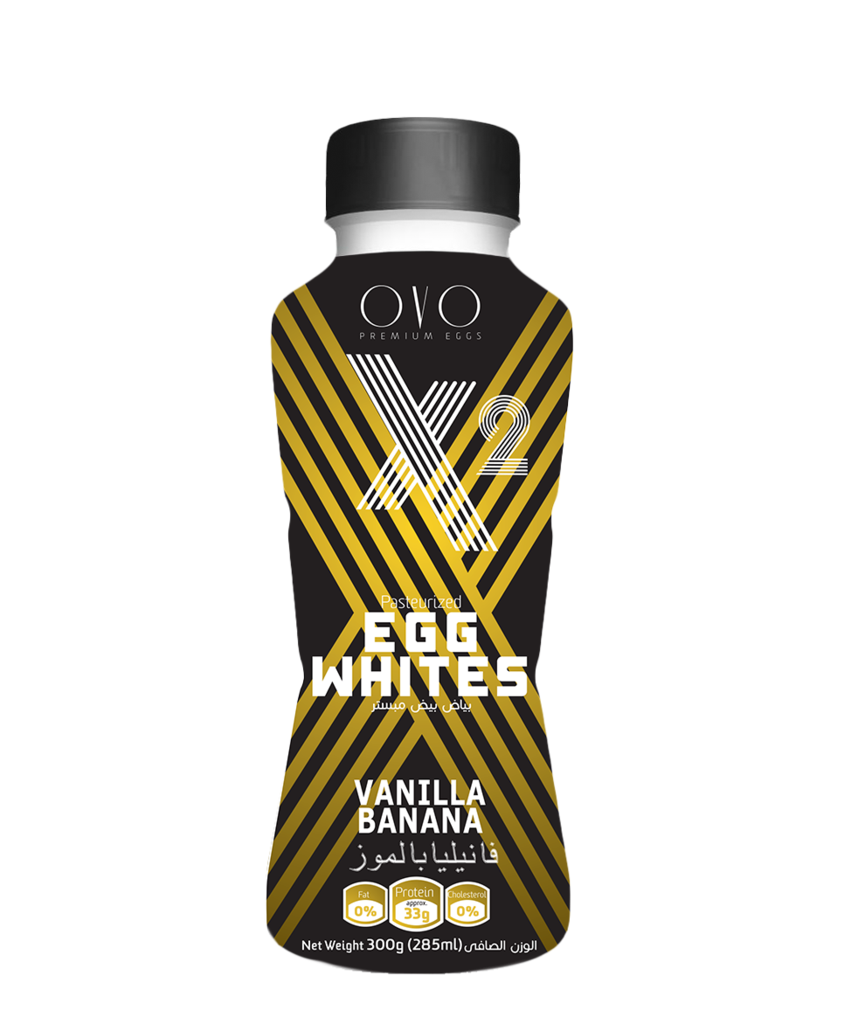 OVO
PREMIUM EGGS
X2
Pasteurized
EGG
WHITES
بياض بيض مبستر
VANILLA
BANANA
فانيليا بالموز
Fat
0%
Protein
approx.
33g
Cholesterol
0%
Net Weight 300g (285ml) الوزن الصافى